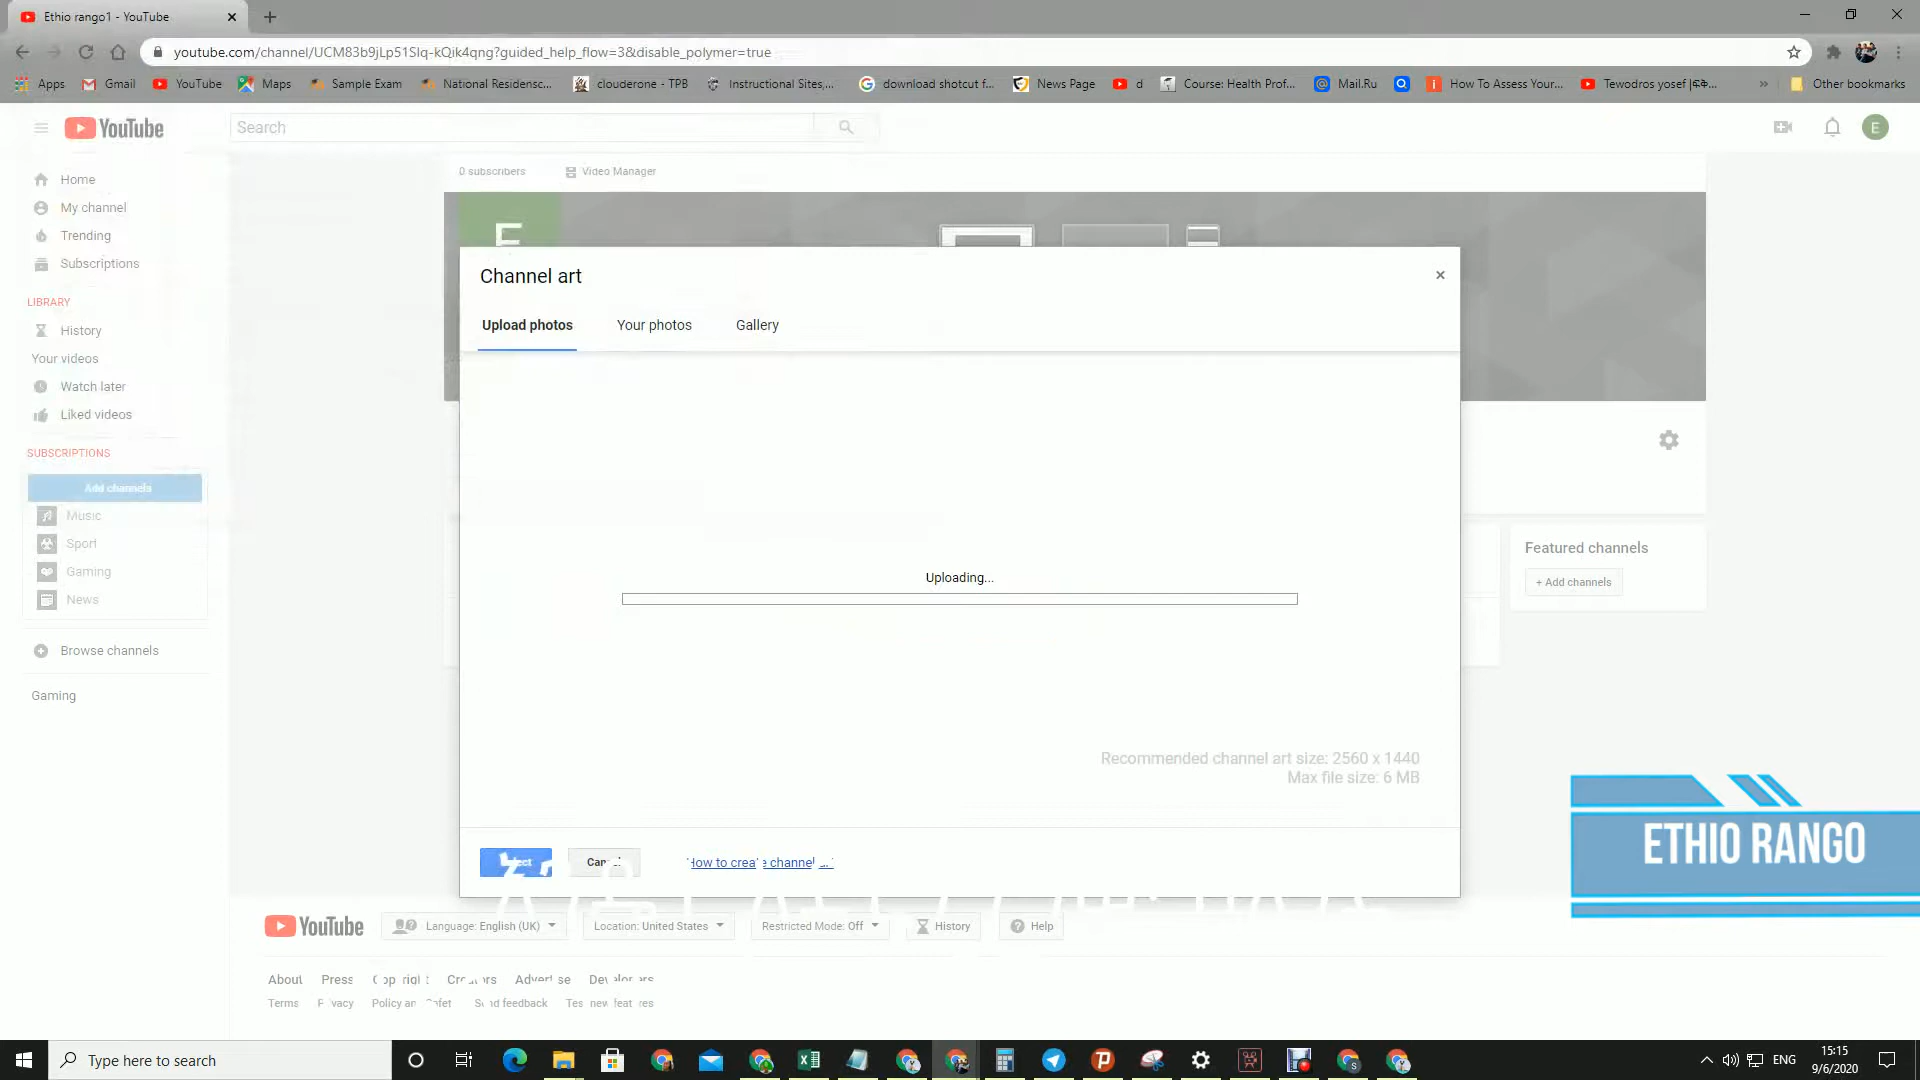 Ethio rango1 - YouTube
youtube.com/channel/UCM83b9jLp51SIq-kQik4qng?guided_help_flow=3&disable_polymer=true
Apps Gmail YouTube Maps Sample Exam National Residensc... clouderone - TPB Instructional Sites,... download shotcut f... News Page d Course: Health Prof... Mail.Ru How To Assess Your... Tewodros yosef Other bookmarks
YouTube Search E
0 subscribers Video Manager
Home
My channel
Trending
Subscriptions
LIBRARY
History
Your videos
Watch later
Liked videos
SUBSCRIPTIONS
Add channels
Music
Sport
Gaming
News
Browse channels
Gaming
Channel art
Upload photos Your photos Gallery
Uploading...
Recommended channel art size: 2560 x 1440
Max file size: 6 MB
Featured channels
+ Add channels
ETHIO RANGO
YouTube Language: English (UK) Location: United States Restricted Mode: Off History Help
About Press
Terms
Type here to search
ENG
15:15
9/6/2020